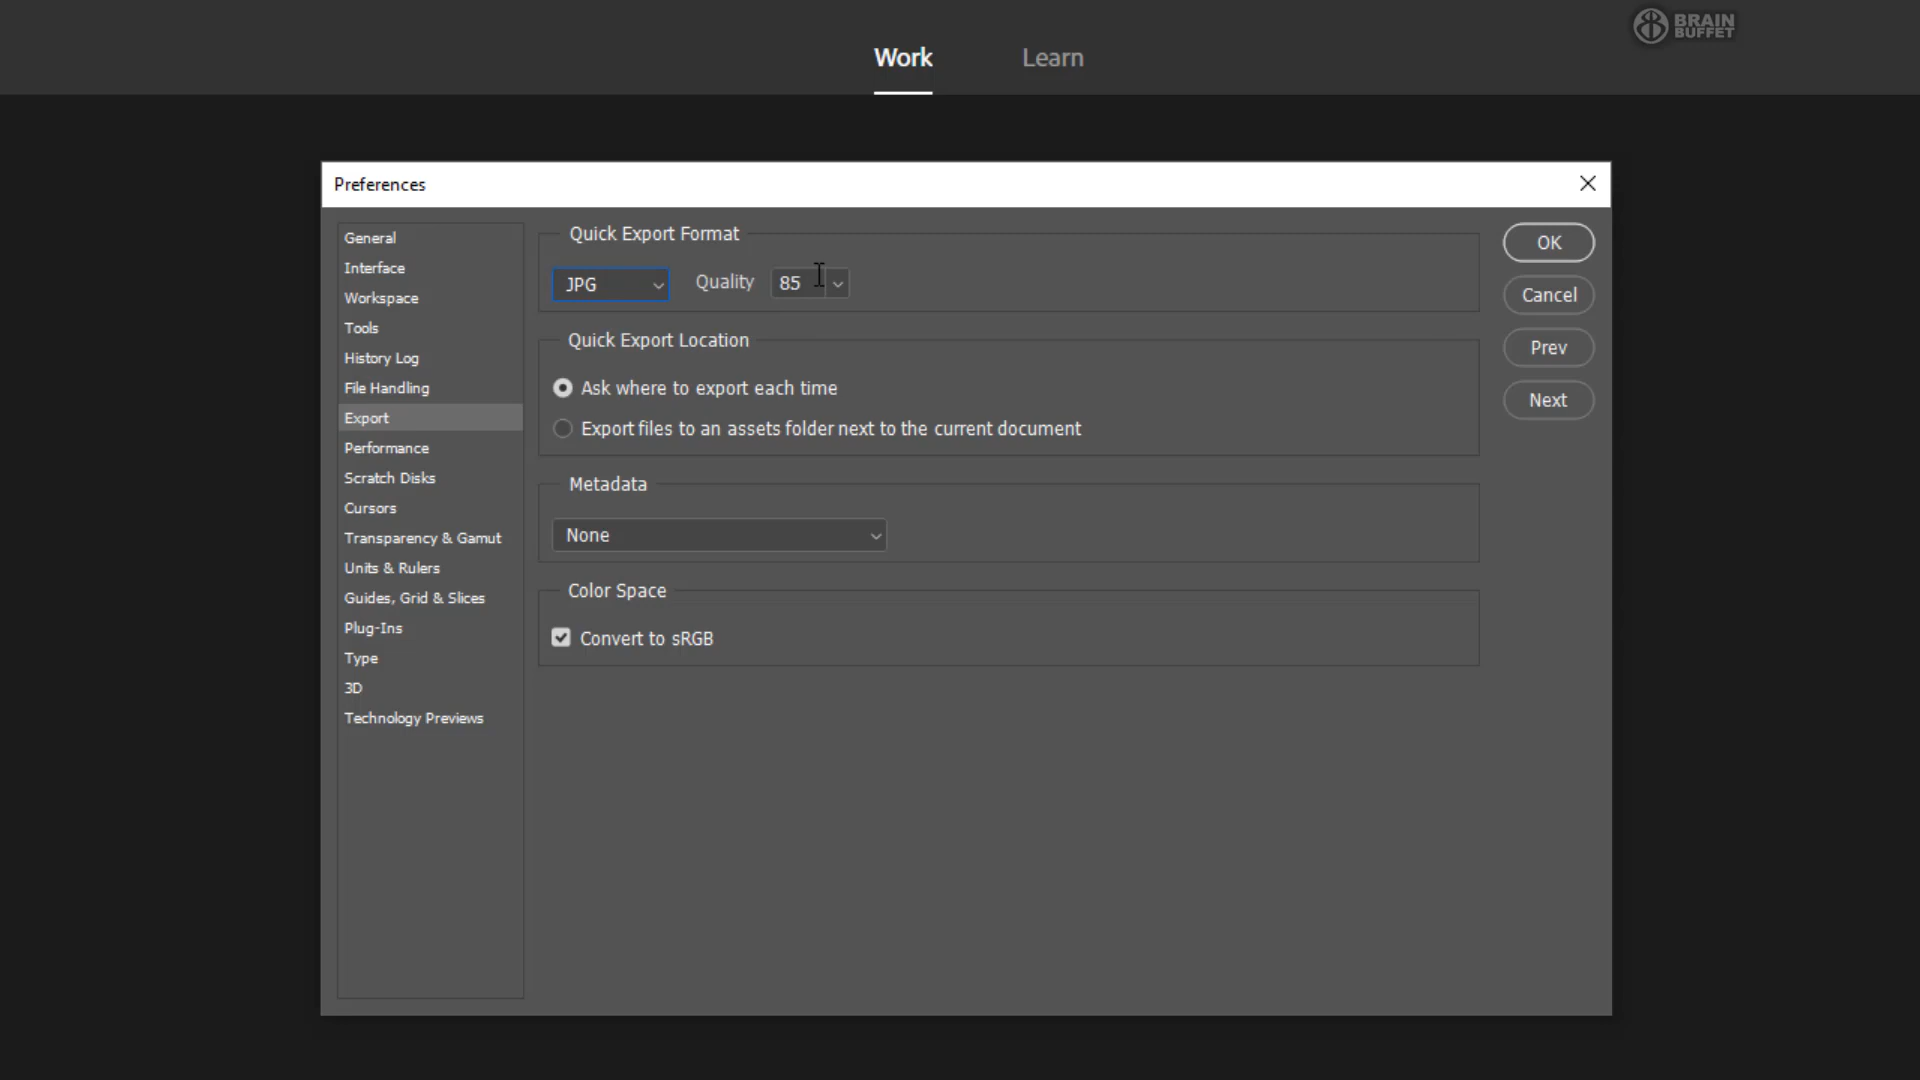 BRAIN
BUFFET
Work Learn
Preferences
General
Interface
Workspace
Tools
History Log
File Handling
Export
Performance
Scratch Disks
Cursors
Transparency & Gamut
Units & Rulers
Guides, Grid & Slices
Plug-Ins
Type
3D
Technology Previews
Quick Export Format
JPG Quality 85
Quick Export Location
Ask where to export each time
Export files to an assets folder next to the current document
Metadata
None
Color Space
Convert to sRGB
OK
Cancel
Prev
Next